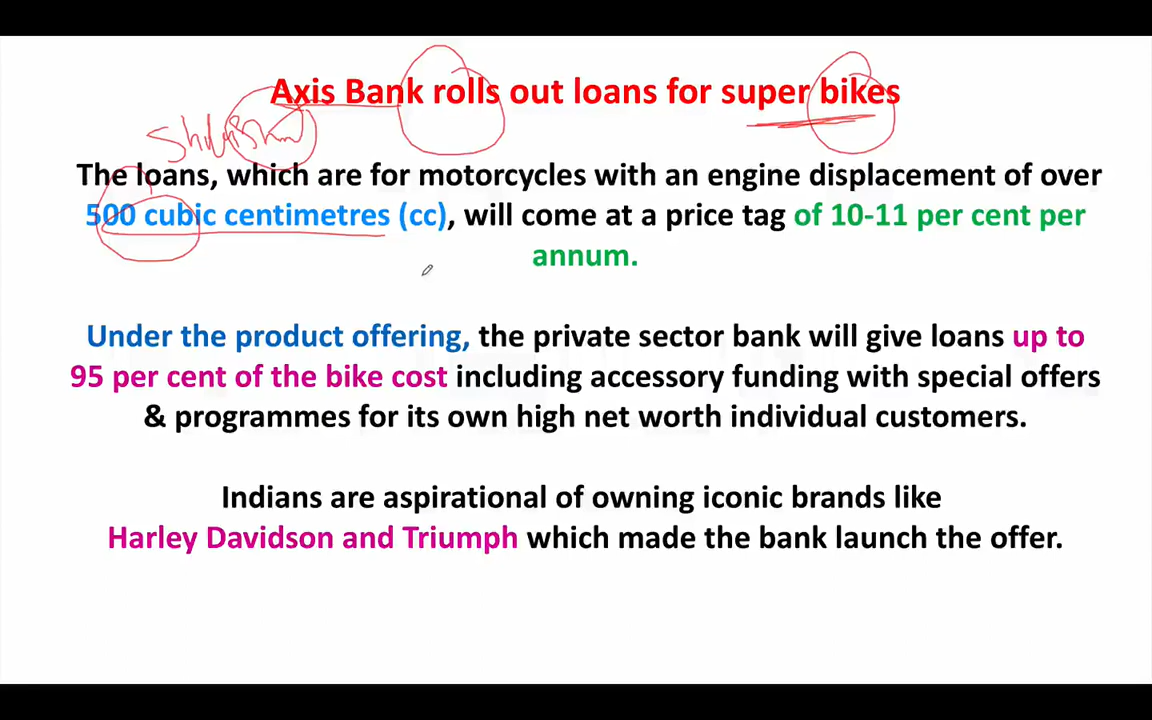 Axis Bank rolls out loans for super bikes
The loans, which are for motorcycles with an engine displacement of over
500 cubic centimetres (cc), will come at a price tag of 10-11 per cent per
annum.
Under the product offering, the private sector bank will give loans up to
95 per cent of the bike cost including accessory funding with special offers
& programmes for its own high net worth individual customers.
Indians are aspirational of owning iconic brands like
Harley Davidson and Triumph which made the bank launch the offer.